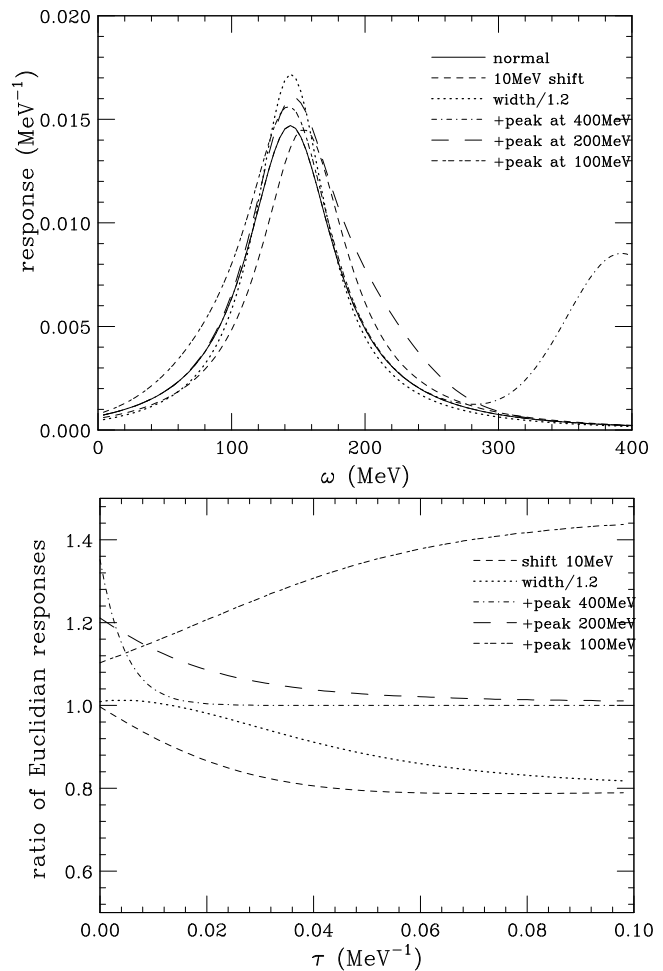 0.020
normal
10MeV shift
width/1.2
+peak at 400MeV
+peak at 200MeV
+peak at 100MeV
0.015
0.010
0.005
0.000
response (MeV⁻¹)
0 100 200 300 400
ω (MeV)
1.4
1.2
1.0
0.8
0.6
shift 10MeV
width/1.2
+peak 400MeV
+peak 200MeV
+peak 100MeV
ratio of Euclidian responses
0.00 0.02 0.04 0.06 0.08 0.10
τ (MeV⁻¹)